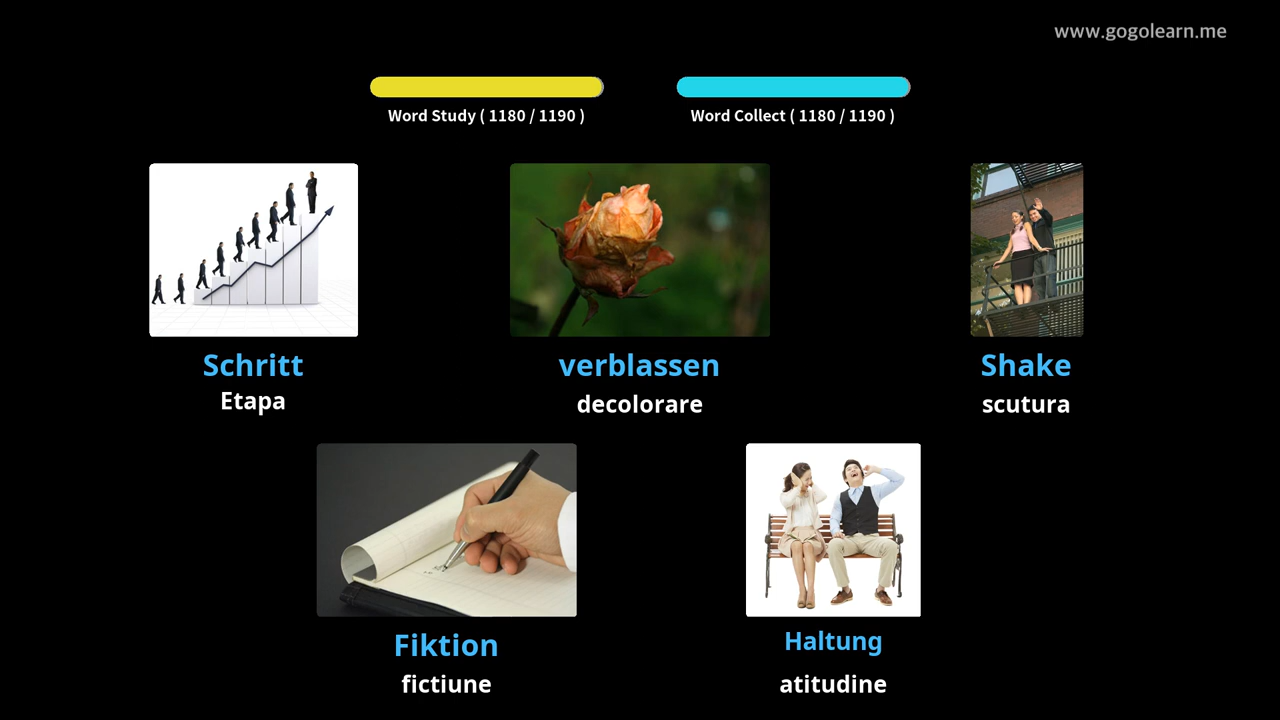 www.gogolearn.me
Word Study ( 1180 / 1190 )
Word Collect ( 1180 / 1190 )
Schritt
Etapa
verblassen
decolorare
Shake
scutura
Fiktion
fictiune
Haltung
atitudine